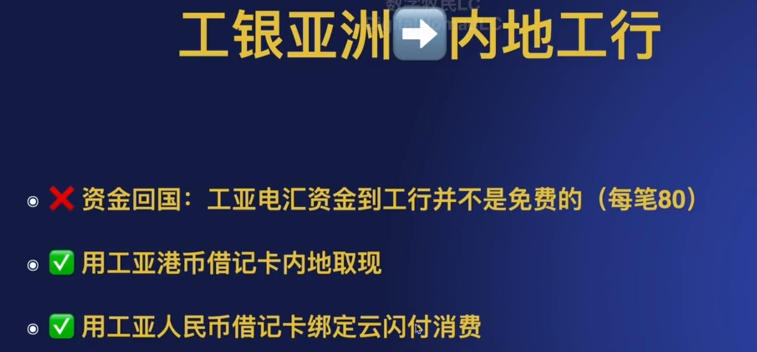 数字牧民LC
工银亚洲➡️内地工行
❌ 资金回国：工亚电汇资金到工行并不是免费的（每笔80）
✅ 用工亚港币借记卡内地取现
✅ 用工亚人民币借记卡绑定云闪付消费